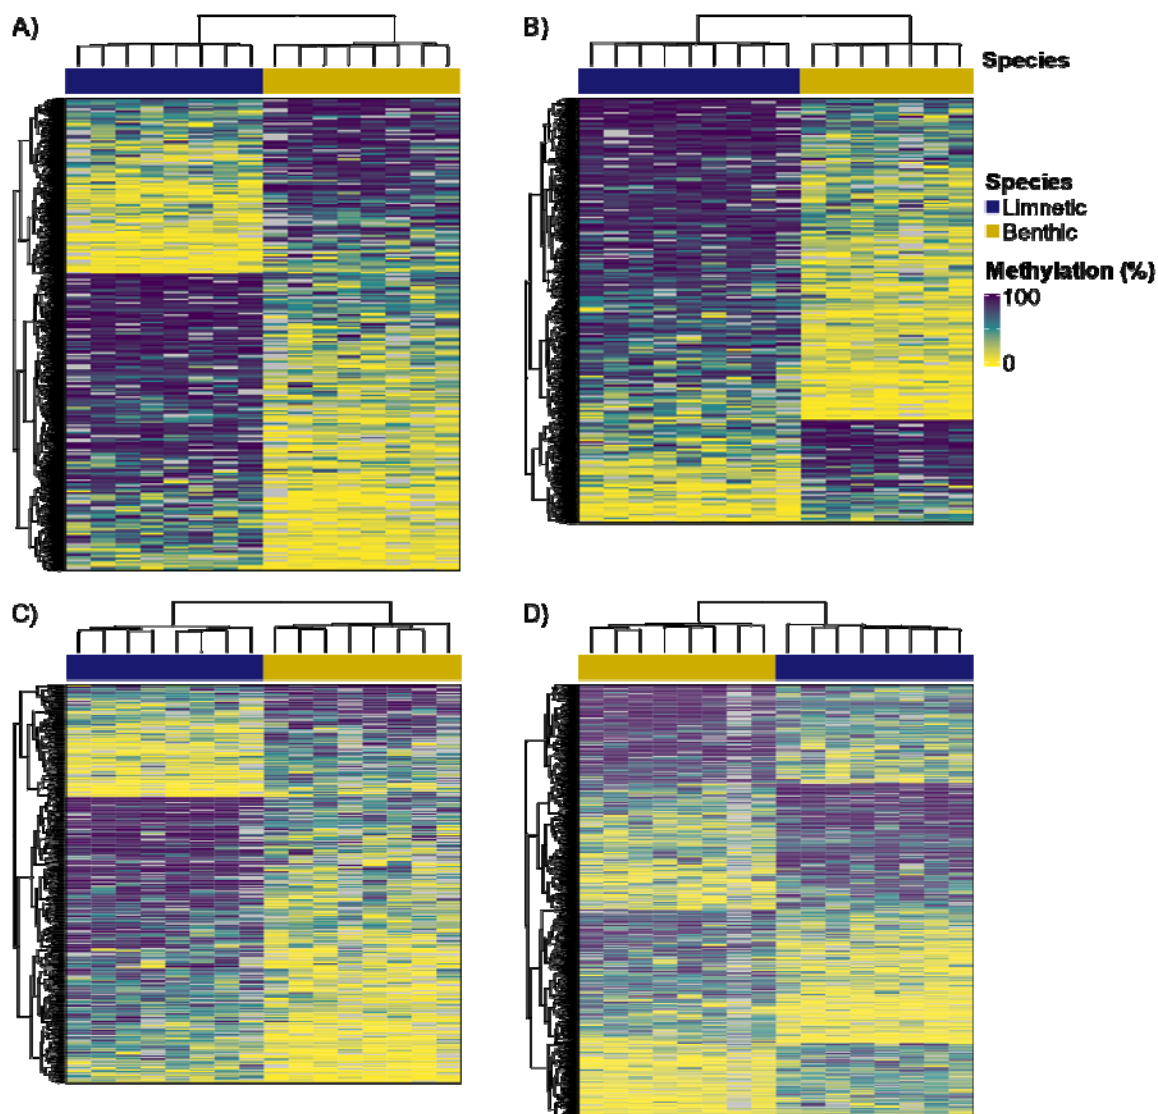 A)
B)
Species
Species
Limnetic
Benthic
Methylation (%)
100
0
C)
D)